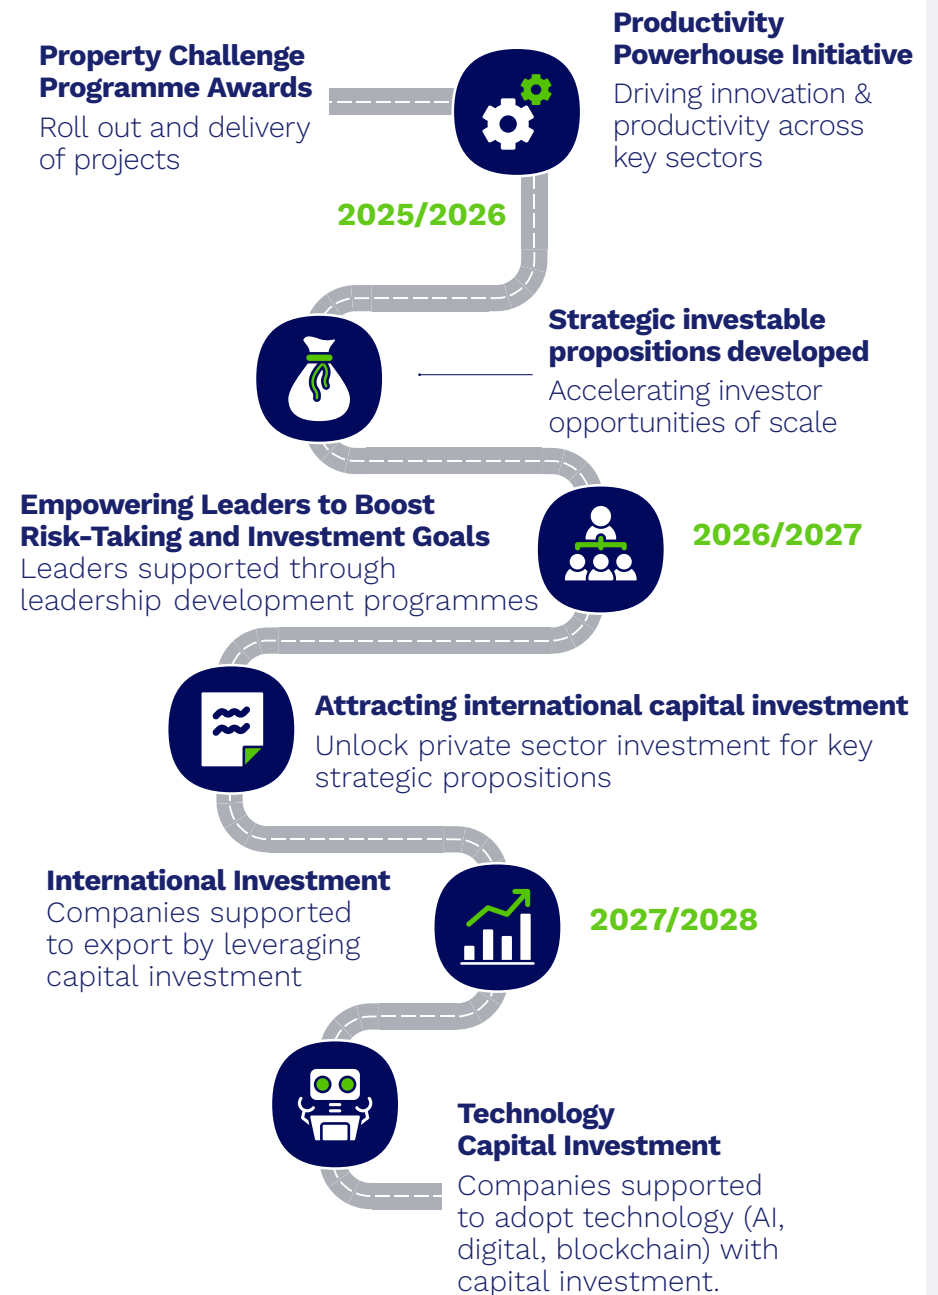 Property Challenge
Programme Awards
Roll out and delivery
of projects
Productivity
Powerhouse Initiative
Driving innovation &
productivity across
key sectors
2025/2026
Strategic investable
propositions developed
Accelerating investor
opportunities of scale
Empowering Leaders to Boost
Risk-Taking and Investment Goals
Leaders supported through
leadership development programmes
2026/2027
Attracting international capital investment
Unlock private sector investment for key
strategic propositions
International Investment
Companies supported
to export by leveraging
capital investment
2027/2028
Technology
Capital Investment
Companies supported
to adopt technology (AI,
digital, blockchain) with
capital investment.